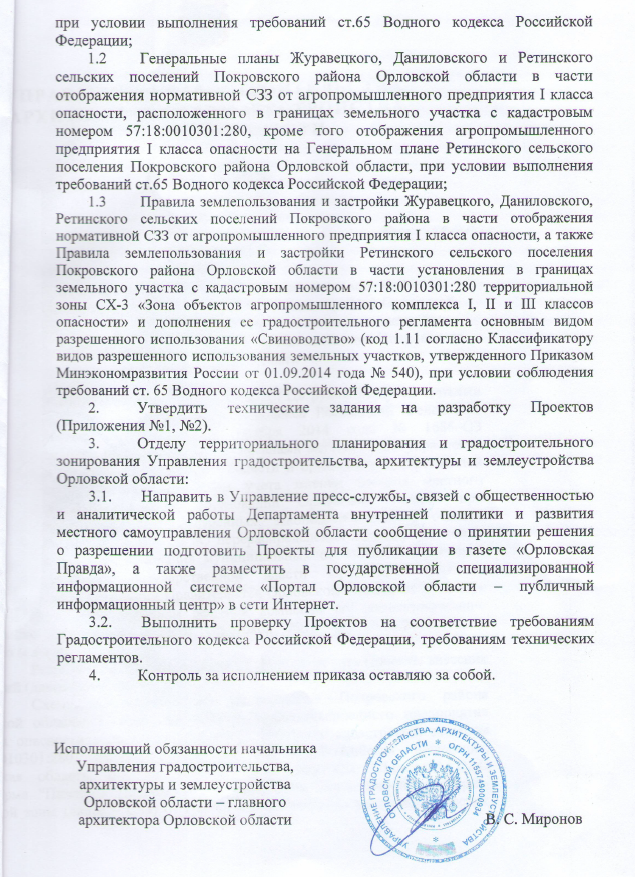 при условии выполнения требований ст.65 Водного кодекса Российской
Федерации;
1.2 Генеральные планы Журавецкого, Даниловского и Ретинского
сельских поселений Покровского района Орловской области в части
отображения нормативной СЗЗ от агропромышленного предприятия I класса
опасности, расположенного в границах земельного участка с кадастровым
номером 57:18:0010301:280, кроме того отображения агропромышленного
предприятия I класса опасности на Генеральном плане Ретинского сельского
поселения Покровского района Орловской области, при условии выполнения
требований ст.65 Водного кодекса Российской Федерации;
1.3 Правила землепользования и застройки Журавецкого, Даниловского,
Ретинского сельских поселений Покровского района в части отображения
нормативной СЗЗ от агропромышленного предприятия I класса опасности, а также
Правила землепользования и застройки Ретинского сельского поселения
Покровского района Орловской области в части установления в границах
земельного участка с кадастровым номером 57:18:0010301:280 территориальной
зоны СХ-3 «Зона объектов агропромышленного комплекса I, II и III классов
опасности» и дополнения ее градостроительного регламента основным видом
разрешенного использования «Свиноводство» (код 1.11 согласно Классификатору
видов разрешенного использования земельных участков, утвержденного Приказом
Минэкономразвития России от 01.09.2014 года № 540), при условии соблюдения
требований ст. 65 Водного кодекса Российской Федерации.
2. Утвердить технические задания на разработку Проектов
(Приложения №1, №2).
3. Отделу территориального планирования и градостроительного
зонирования Управления градостроительства, архитектуры и землеустройства
Орловской области:
3.1. Направить в Управление пресс-службы, связей с общественностью
и аналитической работы Департамента внутренней политики и развития
местного самоуправления Орловской области сообщение о принятии решения
о разрешении подготовить Проекты для публикации в газете «Орловская
Правда», а также разместить в государственной специализированной
информационной системе «Портал Орловской области – публичный
информационный центр» в сети Интернет.
3.2. Выполнить проверку Проектов на соответствие требованиям
Градостроительного кодекса Российской Федерации, требованиям технических
регламентов.
4. Контроль за исполнением приказа оставляю за собой.
Исполняющий обязанности начальника
Управления градостроительства,
архитектуры и землеустройства
Орловской области – главного
архитектора Орловской области
В. С. Миронов
УПРАВЛЕНИЕ ГРАДОСТРОИТЕЛЬСТВА, АРХИТЕКТУРЫ И ЗЕМЛЕУСТРОЙСТВА
ОРЛОВСКОЙ ОБЛАСТИ * ОГРН 1155749000034